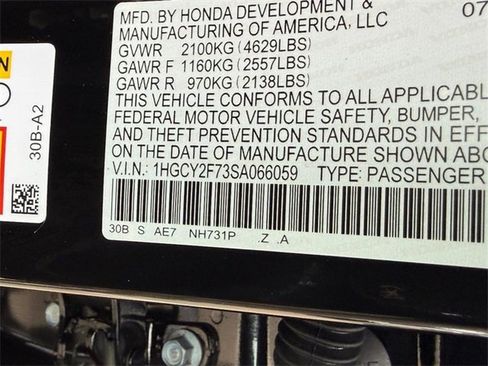 MFD. BY HONDA DEVELOPMENT & 07
MANUFACTURING OF AMERICA, LLC
GVWR 2100KG (4629LBS)
GAWR F 1160KG (2557LBS)
GAWR R 970KG (2138LBS)
THIS VEHICLE CONFORMS TO ALL APPLICABL
FEDERAL MOTOR VEHICLE SAFETY, BUMPER,
AND THEFT PREVENTION STANDARDS IN EFF
ON THE DATE OF MANUFACTURE SHOWN ABO
V.I.N.: 1HGCY2F73SA066059 TYPE: PASSENGER
30B S AE7 NH731P .Z .A
30B-A2